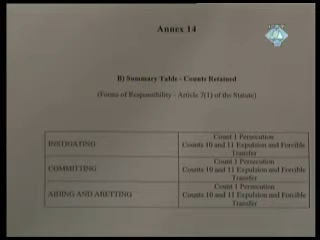 Annex 14
B) Summary Table - Counts Retained
(Forms of Responsibility - Article 7(1) of the Statute)
INSTIGATING
Count 1 Persecution
Counts 10 and 11 Expulsion and Forcible
Transfer
COMMITTING
Count 1 Persecution
Counts 10 and 11 Expulsion and Forcible
Transfer
AIDING AND ABETTING
Count 1 Persecution
Counts 10 and 11 Expulsion and Forcible
Transfer